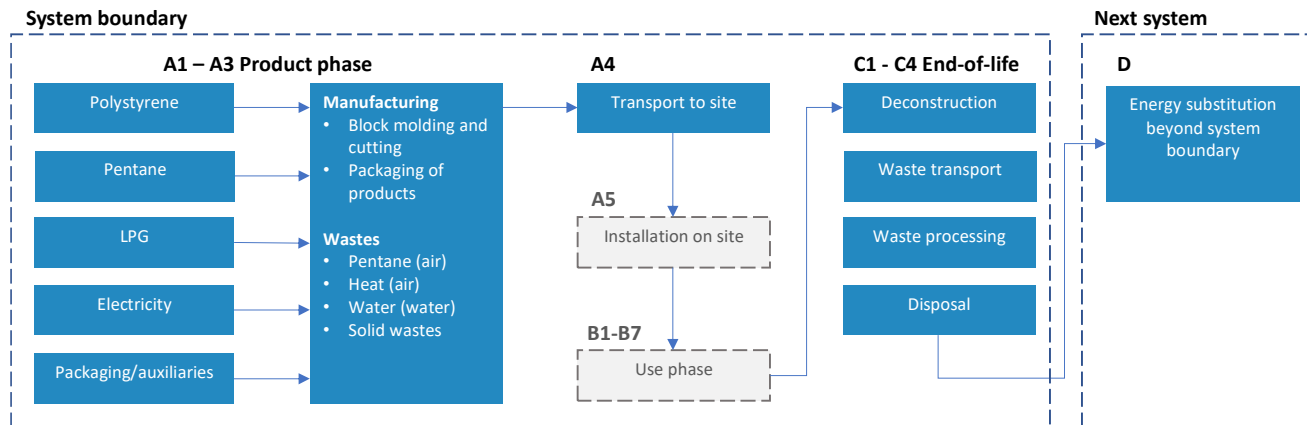 System boundary
Next system
A1 – A3 Product phase
A4
C1 - C4 End-of-life
D
Polystyrene
Pentane
LPG
Electricity
Packaging/auxiliaries
Manufacturing
• Block molding and
cutting
• Packaging of
products
Wastes
• Pentane (air)
• Heat (air)
• Water (water)
• Solid wastes
Transport to site
A5
Installation on site
B1-B7
Use phase
Deconstruction
Waste transport
Waste processing
Disposal
Energy substitution
beyond system
boundary